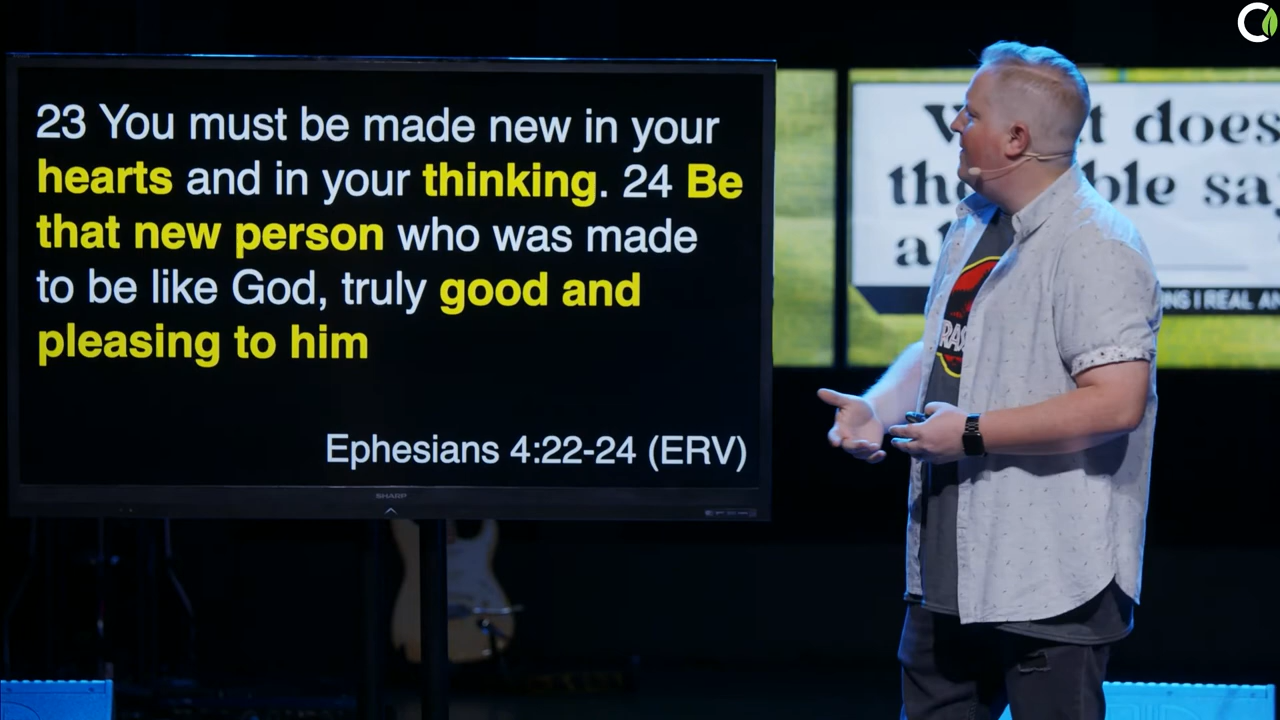 23 You must be made new in your
hearts and in your thinking. 24 Be
that new person who was made
to be like God, truly good and
pleasing to him
Ephesians 4:22-24 (ERV)
SHARP
does
say
REAL